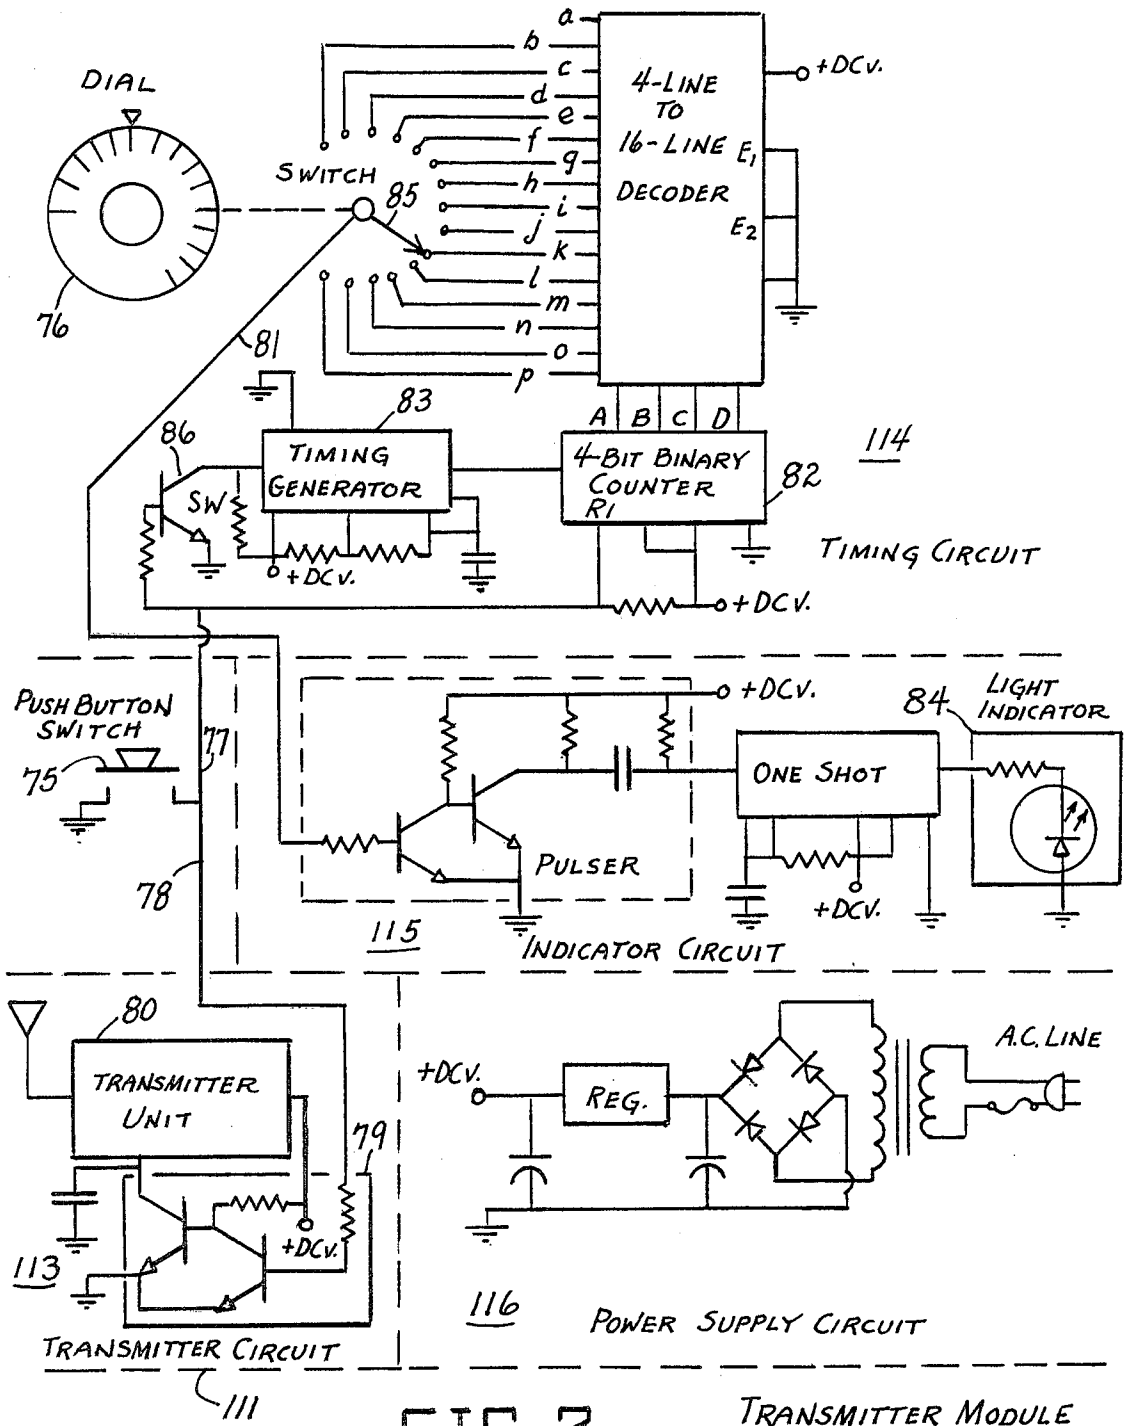 DIAL
76
a
b
c
d
e
f
g
h
i
j
k
l
m
n
o
p
SWITCH
85
81
4-LINE
TO
16-LINE
DECODER
E1
E2
+DCV.
A B C D
86
SW
83
TIMING
GENERATOR
+DCV.
4-BIT BINARY
COUNTER
R1
82
114
TIMING CIRCUIT
+DCV.
PUSH BUTTON
SWITCH
75
77
78
+DCV.
PULSER
115
INDICATOR CIRCUIT
ONE SHOT
+DCV.
84
LIGHT
INDICATOR
80
TRANSMITTER
UNIT
79
+DCV.
113
TRANSMITTER CIRCUIT
111
+DCV.
REG.
A.C. LINE
116
POWER SUPPLY CIRCUIT
TRANSMITTER MODULE